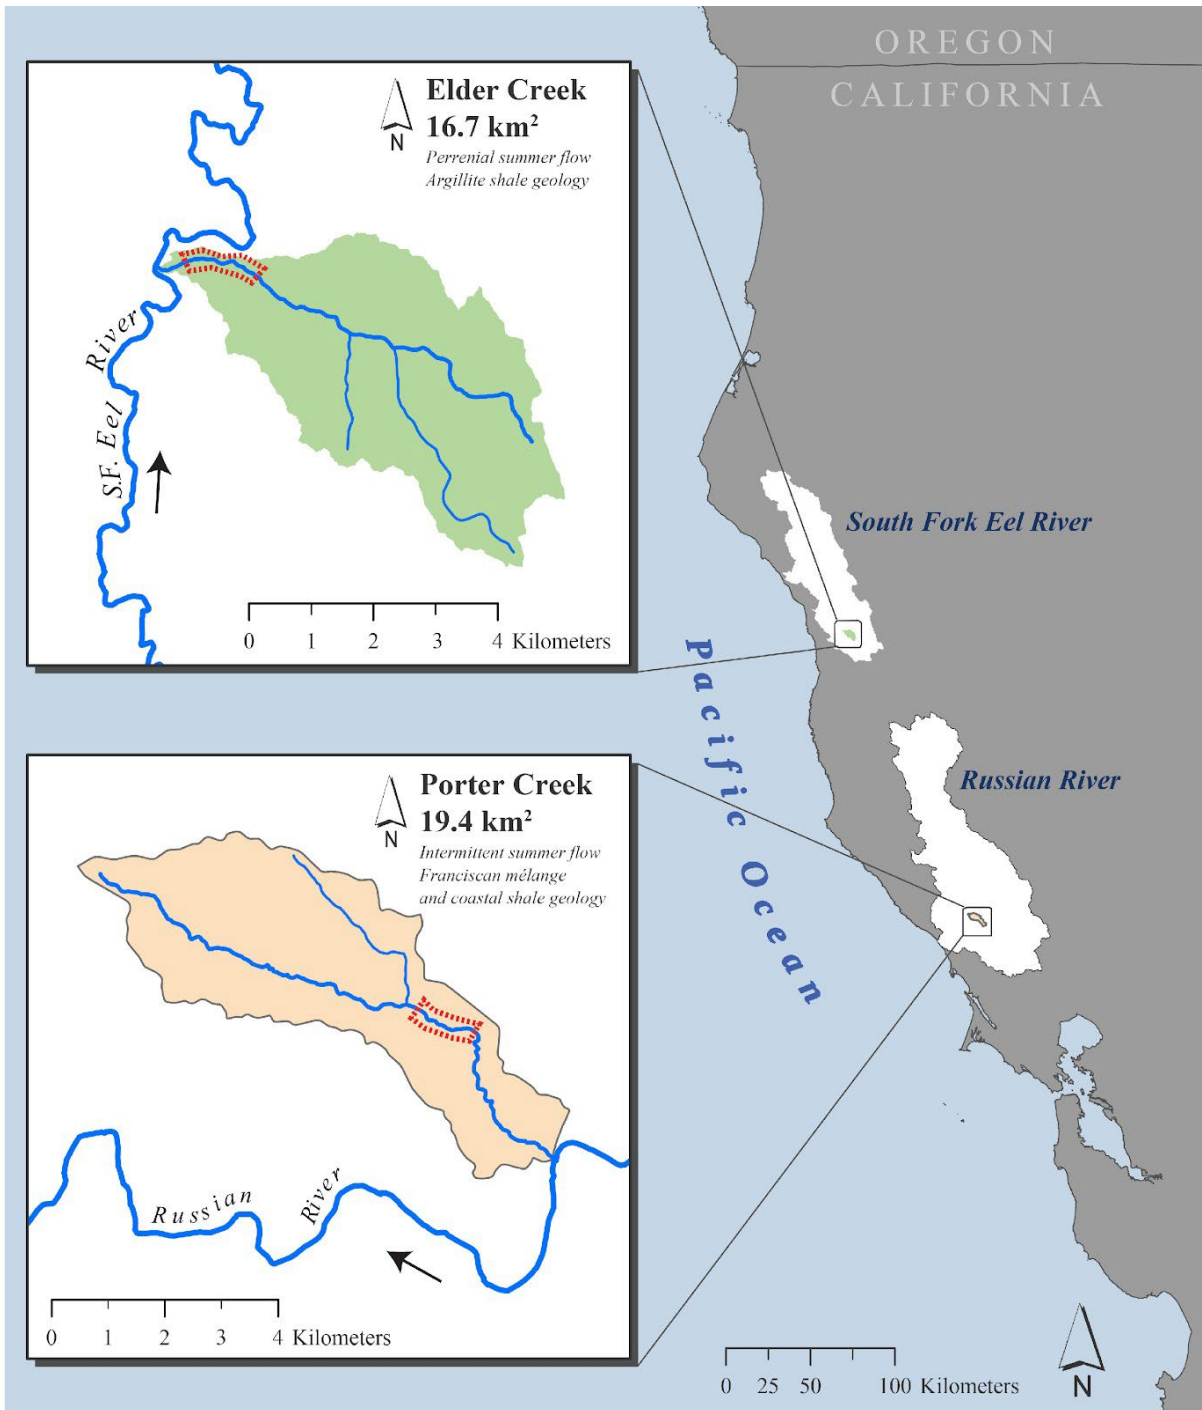 OREGON
CALIFORNIA
Elder Creek
16.7 km²
Perrenial summer flow
Argillite shale geology
N
S.F. Eel River
0 1 2 3 4 Kilometers
South Fork Eel River
Pacific Ocean
Russian River
Porter Creek
19.4 km²
Intermittent summer flow
Franciscan mélange
and coastal shale geology
N
Russian River
0 1 2 3 4 Kilometers
0 25 50 100 Kilometers
N